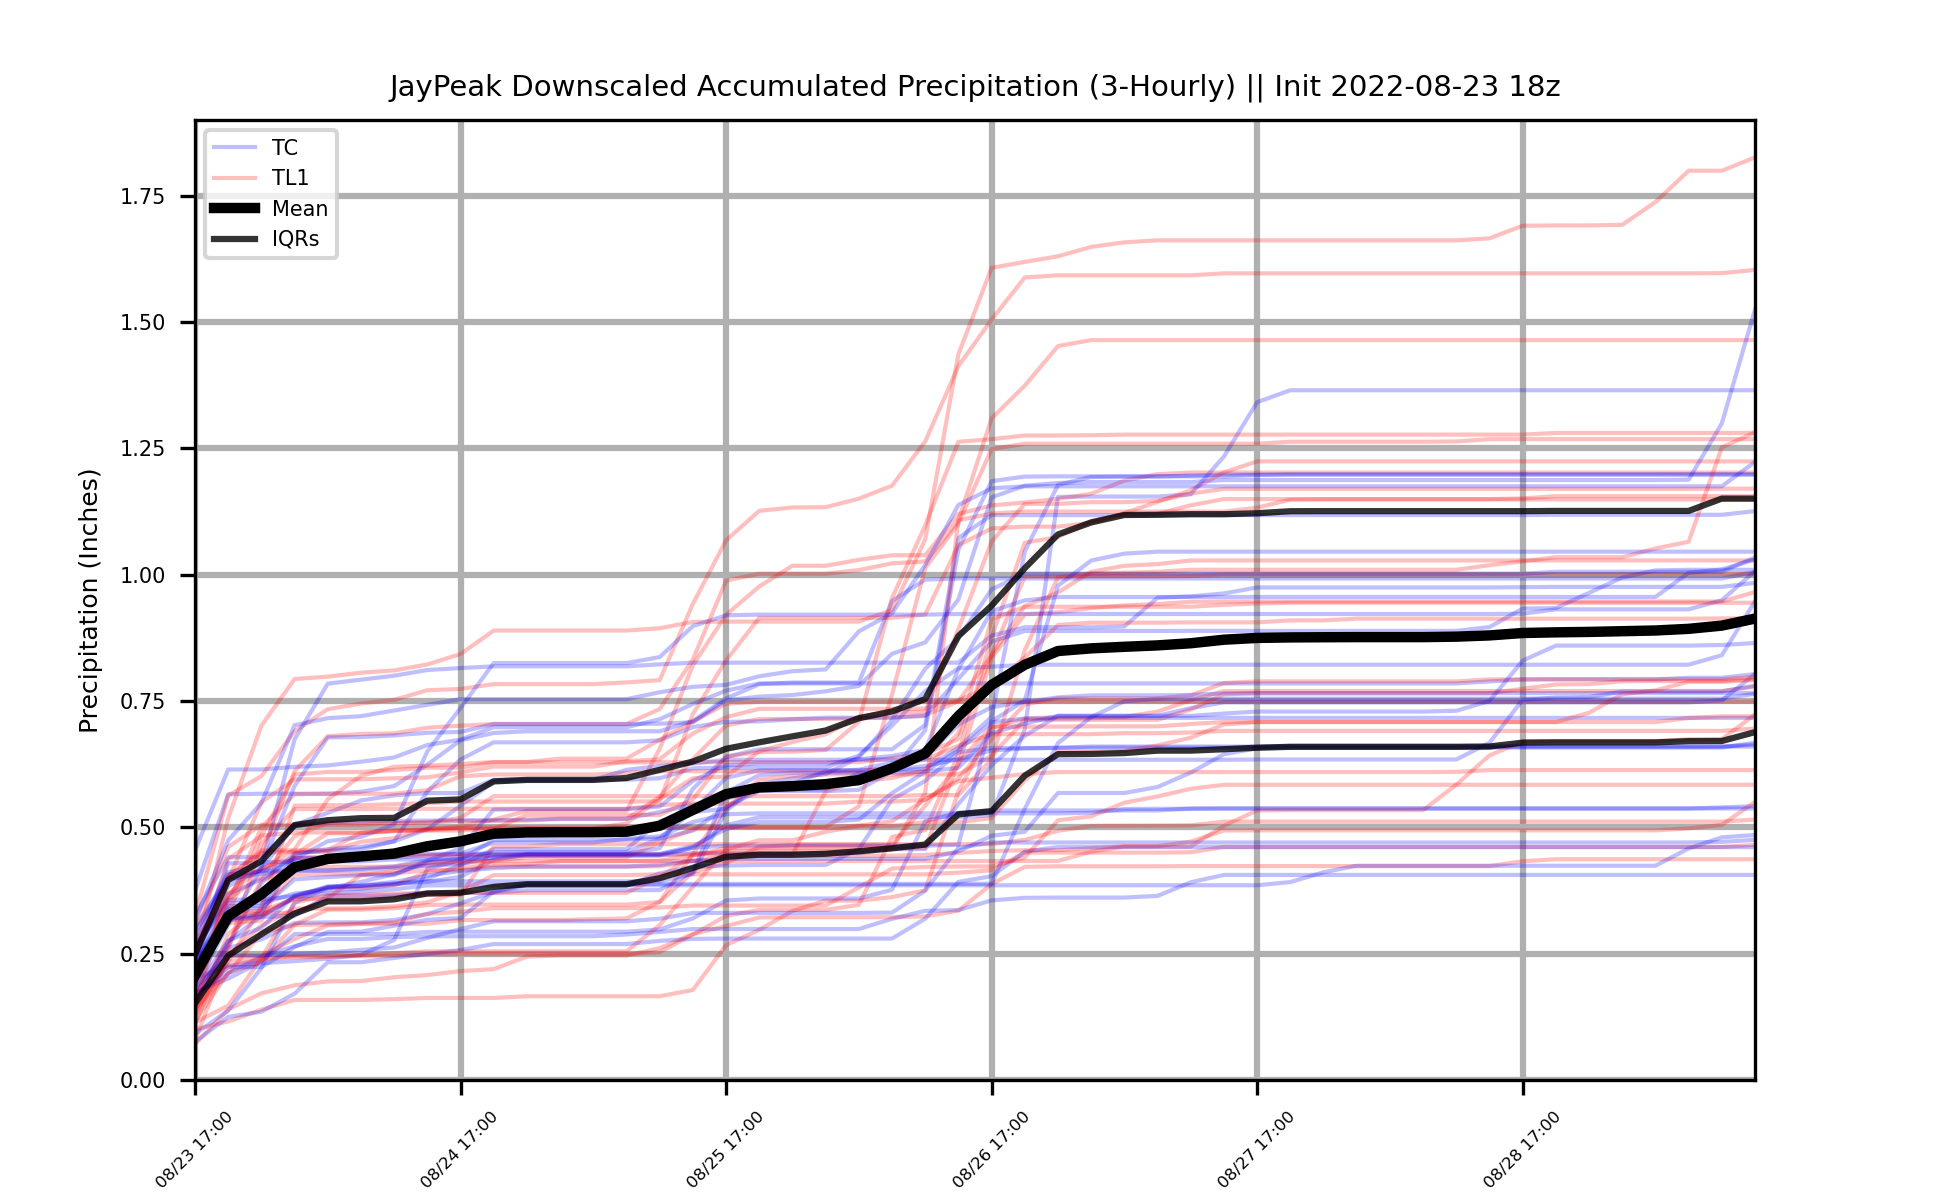 JayPeak Downscaled Accumulated Precipitation (3-Hourly) || Init 2022-08-23 18z
TC
TL1
Mean
IQRs
Precipitation (Inches)
1.75
1.50
1.25
1.00
0.75
0.50
0.25
0.00
08/23 17:00
08/24 17:00
08/25 17:00
08/26 17:00
08/27 17:00
08/28 17:00